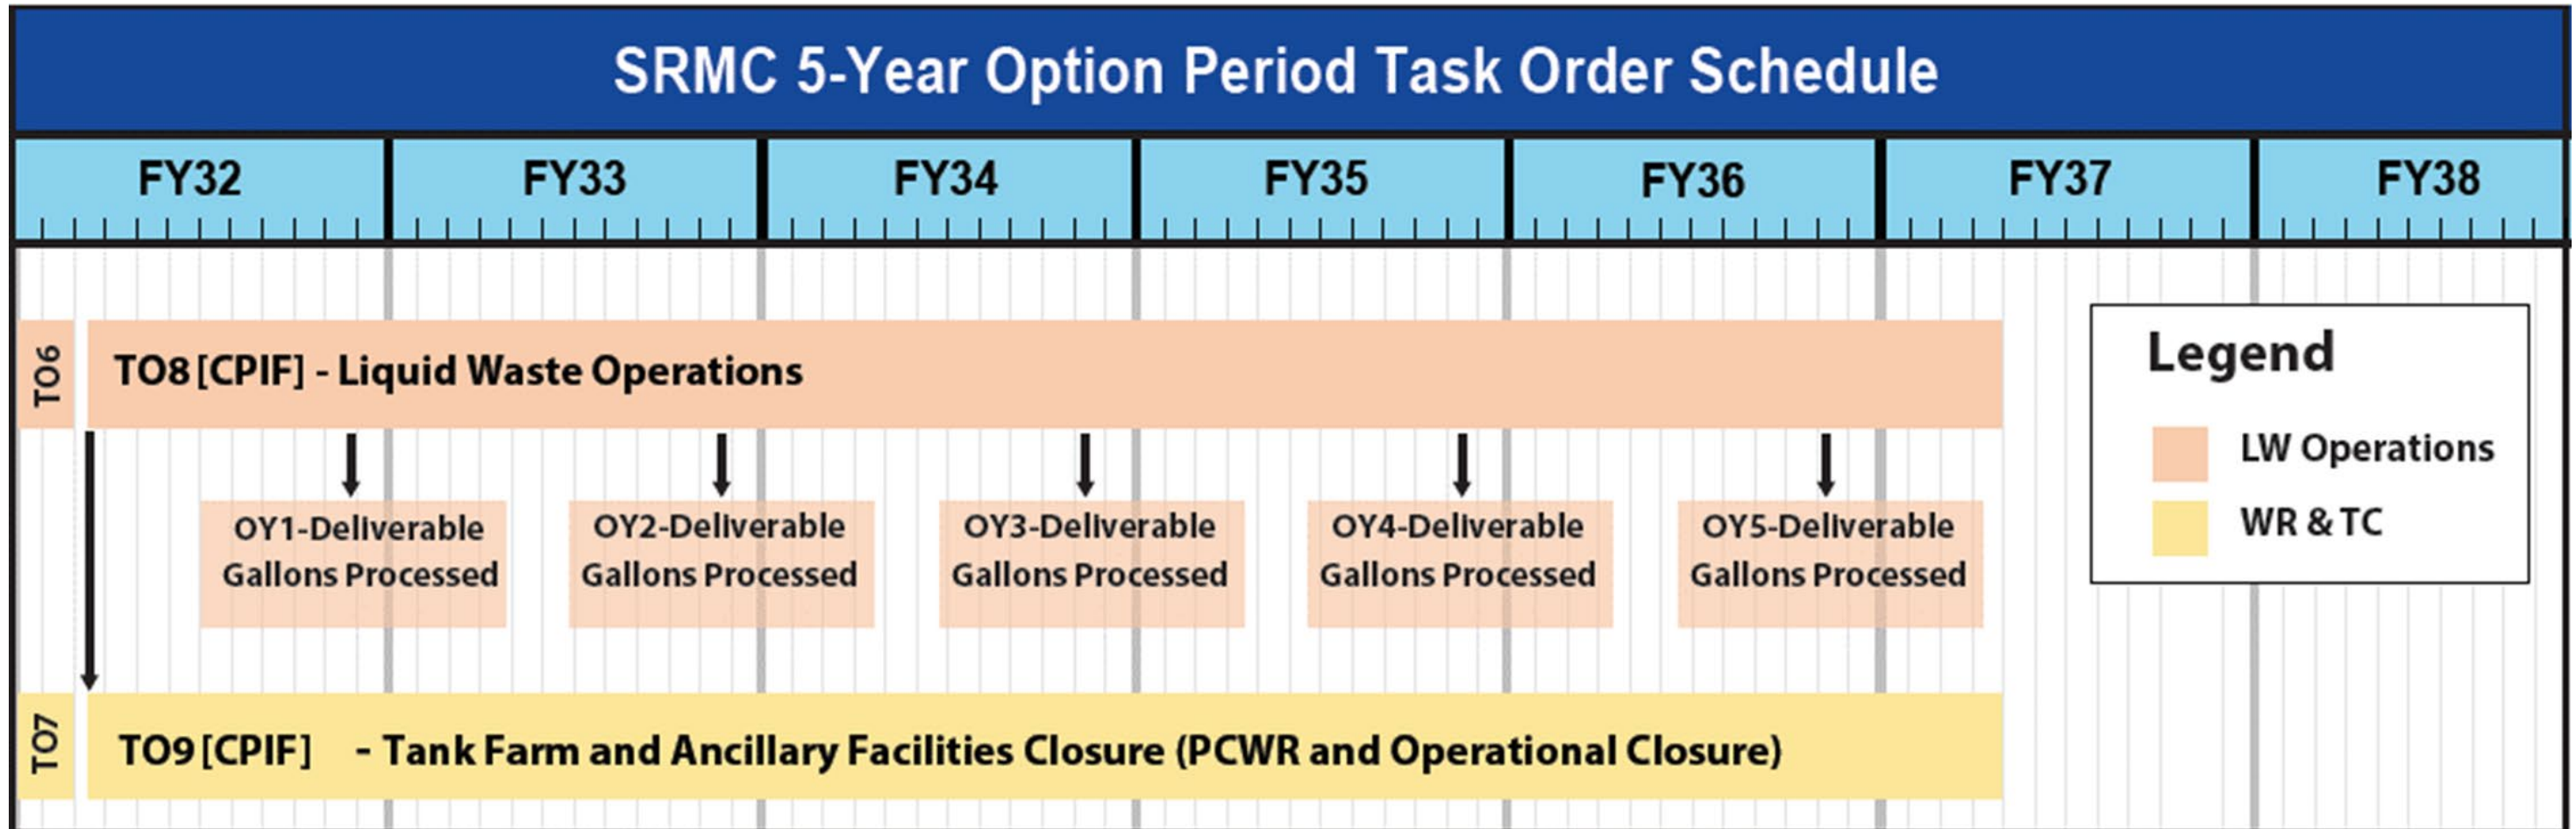 SRMC 5-Year Option Period Task Order Schedule
FY32 FY33 FY34 FY35 FY36 FY37 FY38
TO6
TO8 [CPIF] - Liquid Waste Operations
OY1-Deliverable
Gallons Processed
OY2-Deliverable
Gallons Processed
OY3-Deliverable
Gallons Processed
OY4-Deliverable
Gallons Processed
OY5-Deliverable
Gallons Processed
Legend
LW Operations
WR & TC
TO7
TO9 [CPIF] - Tank Farm and Ancillary Facilities Closure (PCWR and Operational Closure)